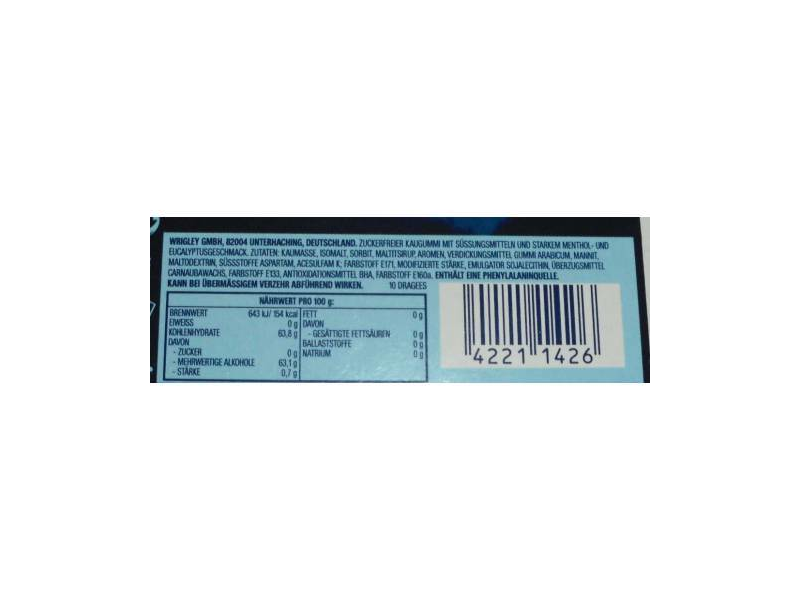 WRIGLEY GMBH, 82004 UNTERHACHING, DEUTSCHLAND. ZUCKERFREIER KAUGUMMI MIT SÜSSUNGSMITTELN UND STARKEM MENTHOL- UND
EUCALYPTUSGESCHMACK. ZUTATEN: KAUMASSE, ISOMALT, SORBIT, MALTITSIRUP, AROMEN, VERDICKUNGSMITTEL GUMMI ARABICUM, MANNIT,
MALTODEXTRIN, SÜSSSTOFFE ASPARTAM, ACESULFAM K; FARBSTOFF E171, MODIFIZIERTE STÄRKE, EMULGATOR SOJALECITHIN, ÜBERZUGSMITTEL
CARNAUBAWACHS, FARBSTOFF E133, ANTIOXIDATIONSMITTEL BHA, FARBSTOFF E160a. ENTHÄLT EINE PHENYLALANINQUELLE.
KANN BEI ÜBERMÄSSIGEM VERZEHR ABFÜHREND WIRKEN. 10 DRAGEES
NÄHRWERT PRO 100 g:
BRENNWERT 643 kJ/ 154 kcal
EIWEISS 0 g
KOHLENHYDRATE 63,8 g
DAVON
- ZUCKER 0 g
- MEHRWERTIGE ALKOHOLE 63,1 g
- STÄRKE 0,7 g
FETT 0 g
DAVON
- GESÄTTIGTE FETTSÄUREN 0 g
BALLASTSTOFFE 0 g
NATRIUM 0 g
4221 1426